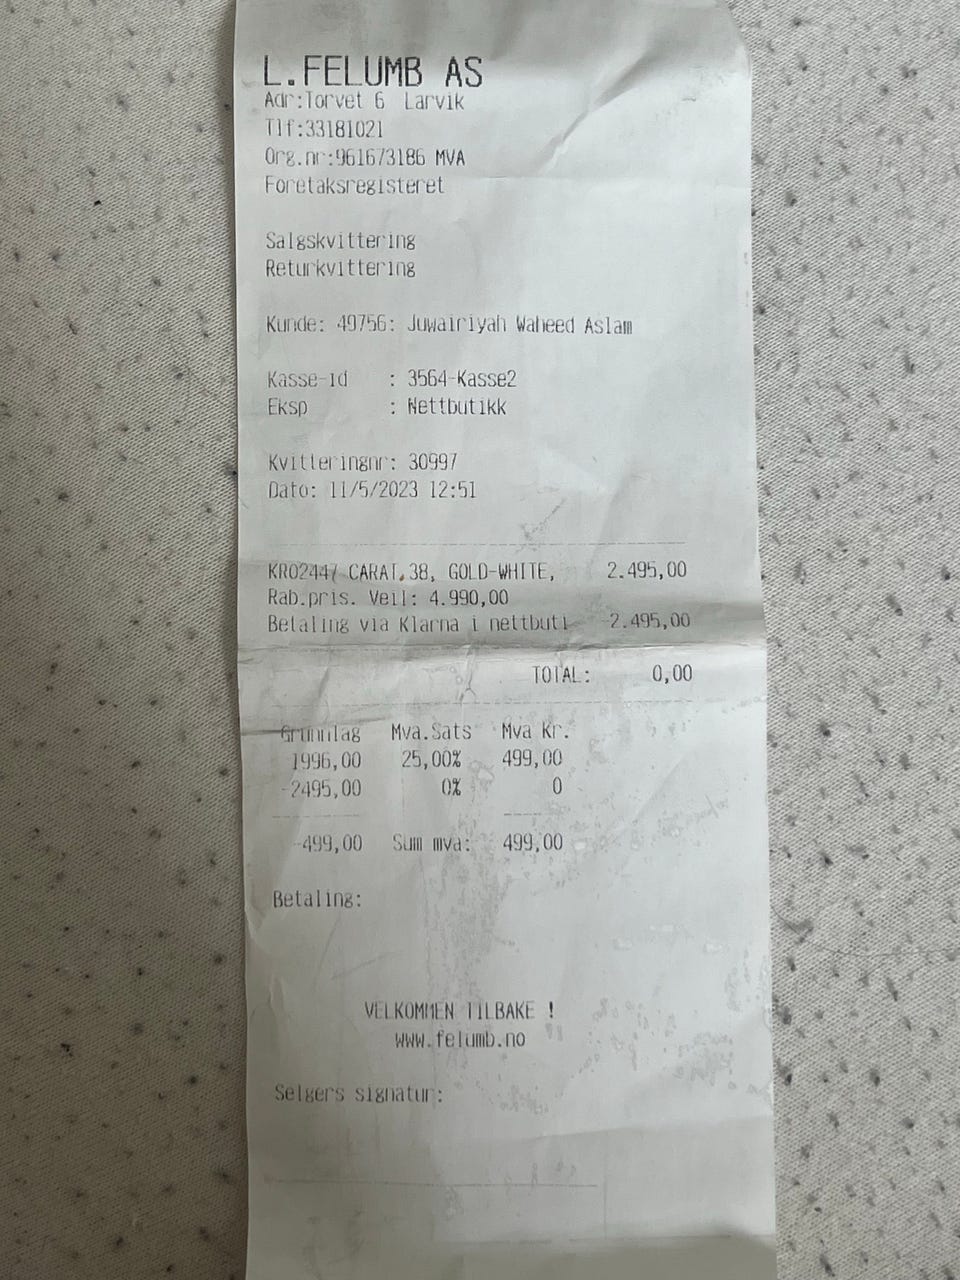 L.FELUMB AS
Adr:Torvet 6 Larvik
Tlf:33181021
Org.nr:961673186 MVA
Foretaksregisteret
Salgskvittering
Returkvittering
Kunde: 49756: Juwairiyah Waheed Aslam
Kasse-id : 3564-Kasse2
Eksp : Nettbutikk
Kvitteringnr: 30997
Dato: 11/5/2023 12:51
KR02447 CARAT,38, GOLD-WHITE, 2.495,00
Rab.pris. Veil: 4.990,00
Betaling via Klarna i nettbuti -2.495,00
TOTAL: 0,00
Grunnlag Mva.Sats Mva Kr.
1996,00 25,00% 499,00
-2495,00 0% 0
-499,00 Sum mva: 499,00
Betaling:
VELKOMMEN TILBAKE !
www.felumb.no
Selgers signatur: